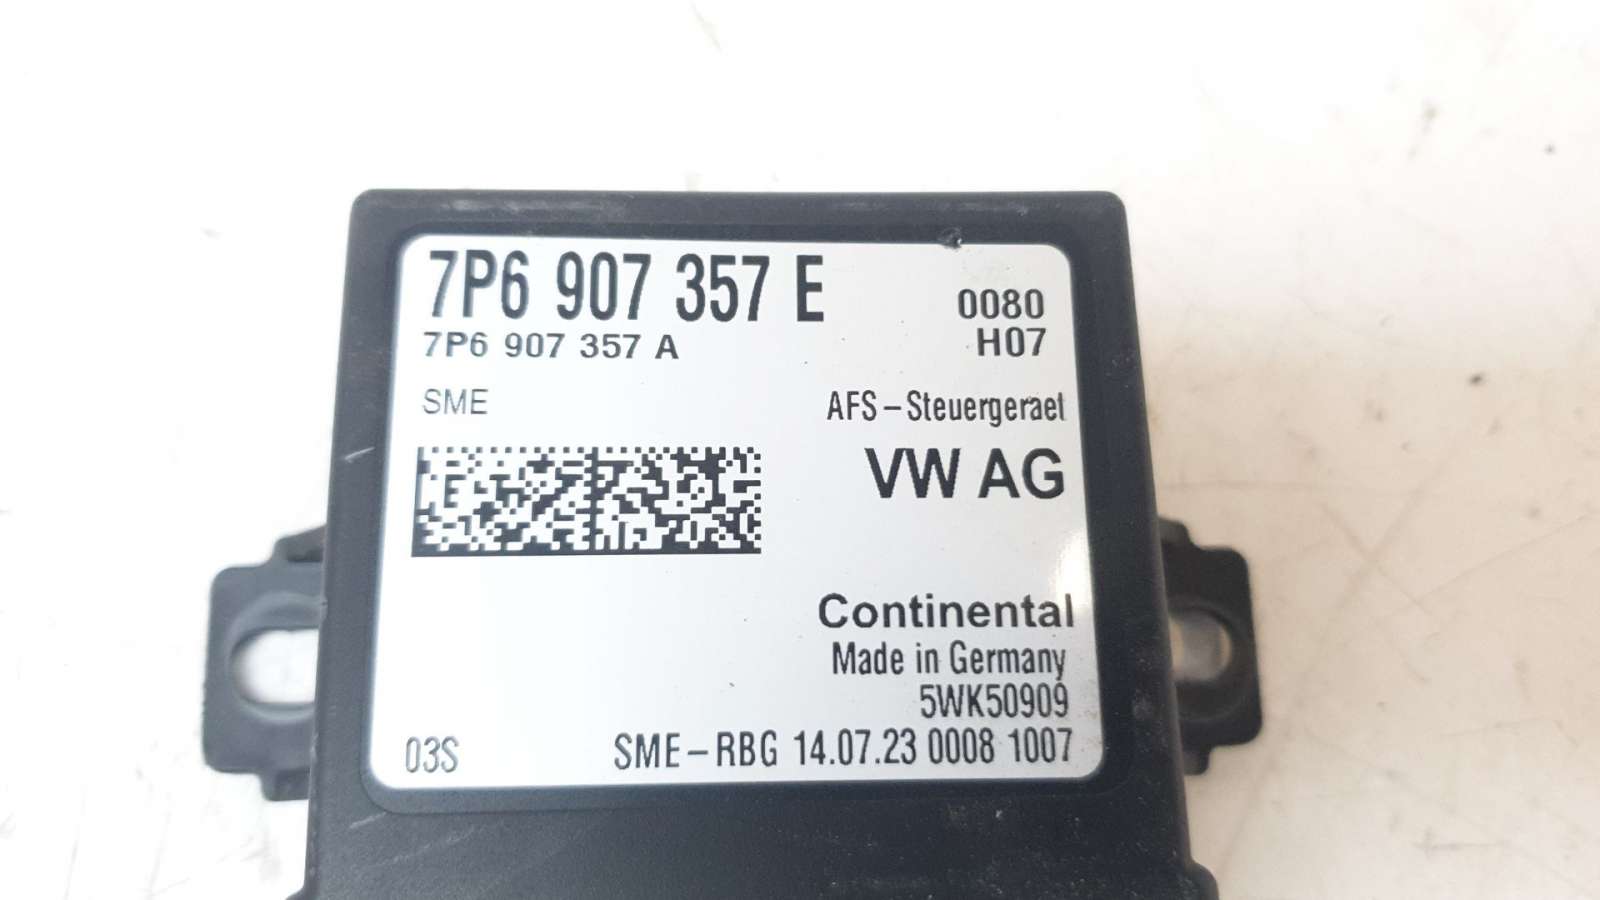 7P6 907 357 E
0080
7P6 907 357 A
H07
SME
AFS-Steuergeraet
VW AG
Continental
Made in Germany
5WK50909
03S
SME-RBG 14.07.23 0008 1007